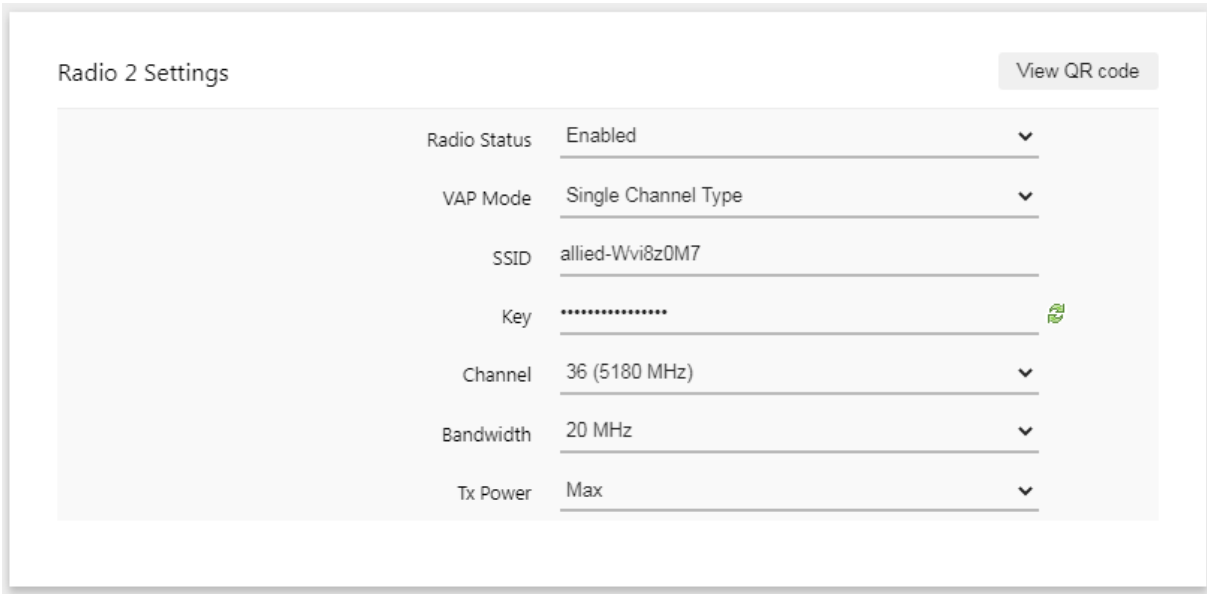 Radio 2 Settings View QR code
Radio Status Enabled
VAP Mode Single Channel Type
SSID allied-Wvi8z0M7
Key ••••••••••••••••
Channel 36 (5180 MHz)
Bandwidth 20 MHz
Tx Power Max